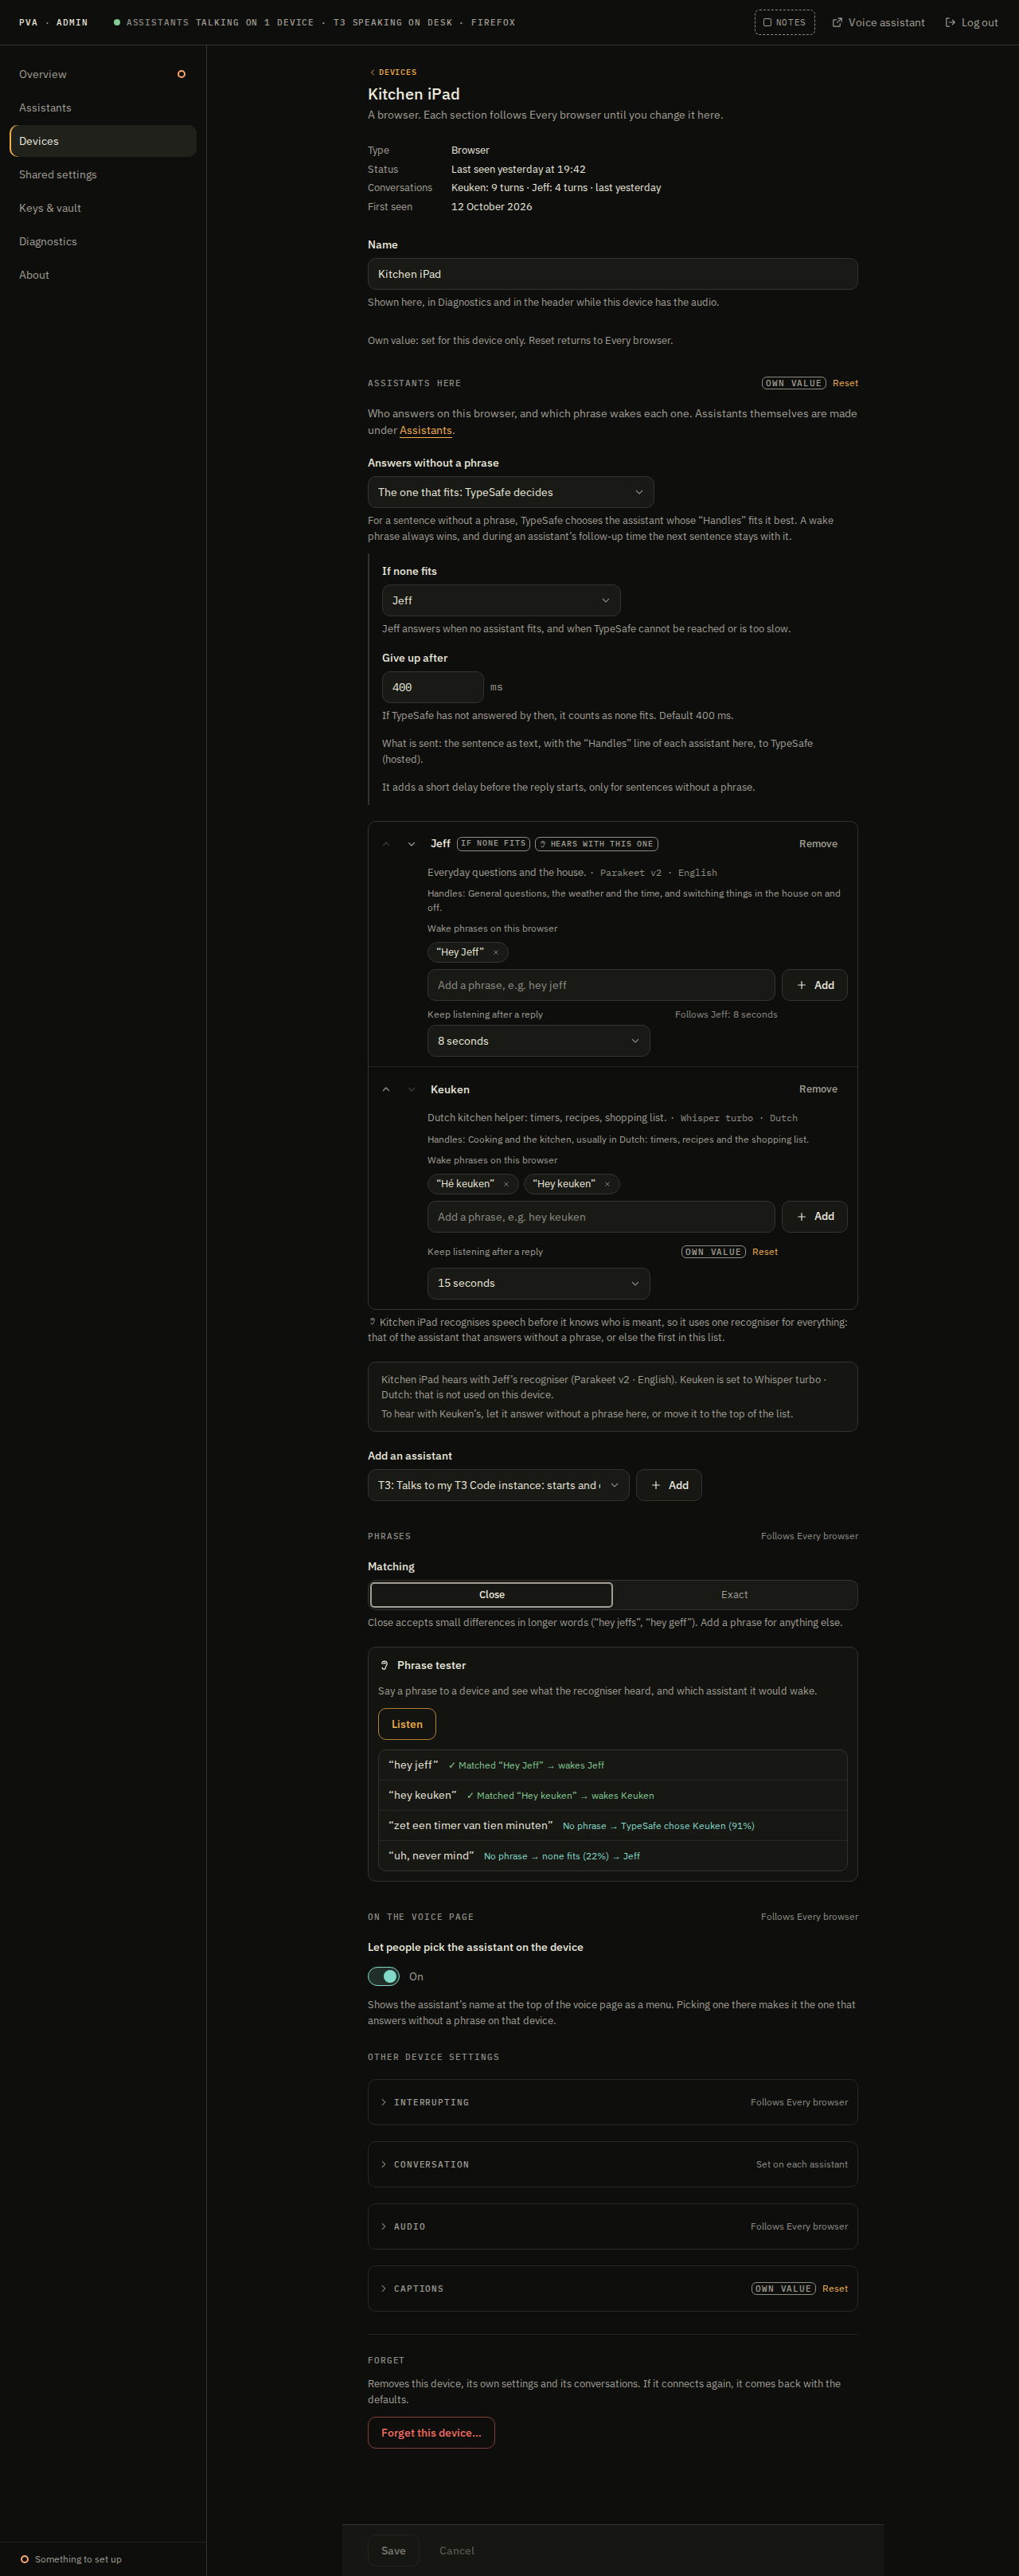 PVA · ADMIN
ASSISTANTS TALKING ON 1 DEVICE · T3 SPEAKING ON DESK · FIREFOX
NOTES
Voice assistant
Log out
Overview
Assistants
Devices
Shared settings
Keys & vault
Diagnostics
About
DEVICES
Kitchen iPad
A browser. Each section follows Every browser until you change it here.
Type Browser
Status Last seen yesterday at 19:42
Conversations Keuken: 9 turns · Jeff: 4 turns · last yesterday
First seen 12 October 2026
Name
Kitchen iPad
Shown here, in Diagnostics and in the header while this device has the audio.
Own value: set for this device only. Reset returns to Every browser.
ASSISTANTS HERE OWN VALUE Reset
Who answers on this browser, and which phrase wakes each one. Assistants themselves are made
under Assistants.
Answers without a phrase
The one that fits: TypeSafe decides
For a sentence without a phrase, TypeSafe chooses the assistant whose “Handles” fits it best. A wake
phrase always wins, and during an assistant’s follow-up time the next sentence stays with it.
If none fits
Jeff
Jeff answers when no assistant fits, and when TypeSafe cannot be reached or is too slow.
Give up after
400 ms
If TypeSafe has not answered by then, it counts as none fits. Default 400 ms.
What is sent: the sentence as text, with the “Handles” line of each assistant here, to TypeSafe
(hosted).
It adds a short delay before the reply starts, only for sentences without a phrase.
Jeff IF NONE FITS HEARS WITH THIS ONE Remove
Everyday questions and the house. · Parakeet v2 · English
Handles: General questions, the weather and the time, and switching things in the house on and
off.
Wake phrases on this browser
“Hey Jeff” ×
Add a phrase, e.g. hey jeff + Add
Keep listening after a reply Follows Jeff: 8 seconds
8 seconds
Keuken Remove
Dutch kitchen helper: timers, recipes, shopping list. · Whisper turbo · Dutch
Handles: Cooking and the kitchen, usually in Dutch: timers, recipes and the shopping list.
Wake phrases on this browser
“Hé keuken” × “Hey keuken” ×
Add a phrase, e.g. hey keuken + Add
Keep listening after a reply OWN VALUE Reset
15 seconds
Kitchen iPad recognises speech before it knows who is meant, so it uses one recogniser for everything:
that of the assistant that answers without a phrase, or else the first in this list.
Kitchen iPad hears with Jeff’s recogniser (Parakeet v2 · English). Keuken is set to Whisper turbo ·
Dutch: that is not used on this device.
To hear with Keuken’s, let it answer without a phrase here, or move it to the top of the list.
Add an assistant
T3: Talks to my T3 Code instance: starts and + Add
PHRASES Follows Every browser
Matching
Close Exact
Close accepts small differences in longer words (“hey jeffs”, “hey geff”). Add a phrase for anything else.
Phrase tester
Say a phrase to a device and see what the recogniser heard, and which assistant it would wake.
Listen
“hey jeff” ✓ Matched “Hey Jeff” → wakes Jeff
“hey keuken” ✓ Matched “Hey keuken” → wakes Keuken
“zet een timer van tien minuten” No phrase → TypeSafe chose Keuken (91%)
“uh, never mind” No phrase → none fits (22%) → Jeff
ON THE VOICE PAGE Follows Every browser
Let people pick the assistant on the device
On
Shows the assistant’s name at the top of the voice page as a menu. Picking one there makes it the one that
answers without a phrase on that device.
OTHER DEVICE SETTINGS
INTERRUPTING Follows Every browser
CONVERSATION Set on each assistant
AUDIO Follows Every browser
CAPTIONS OWN VALUE Reset
FORGET
Removes this device, its own settings and its conversations. If it connects again, it comes back with the
defaults.
Forget this device…
Something to set up
Save Cancel